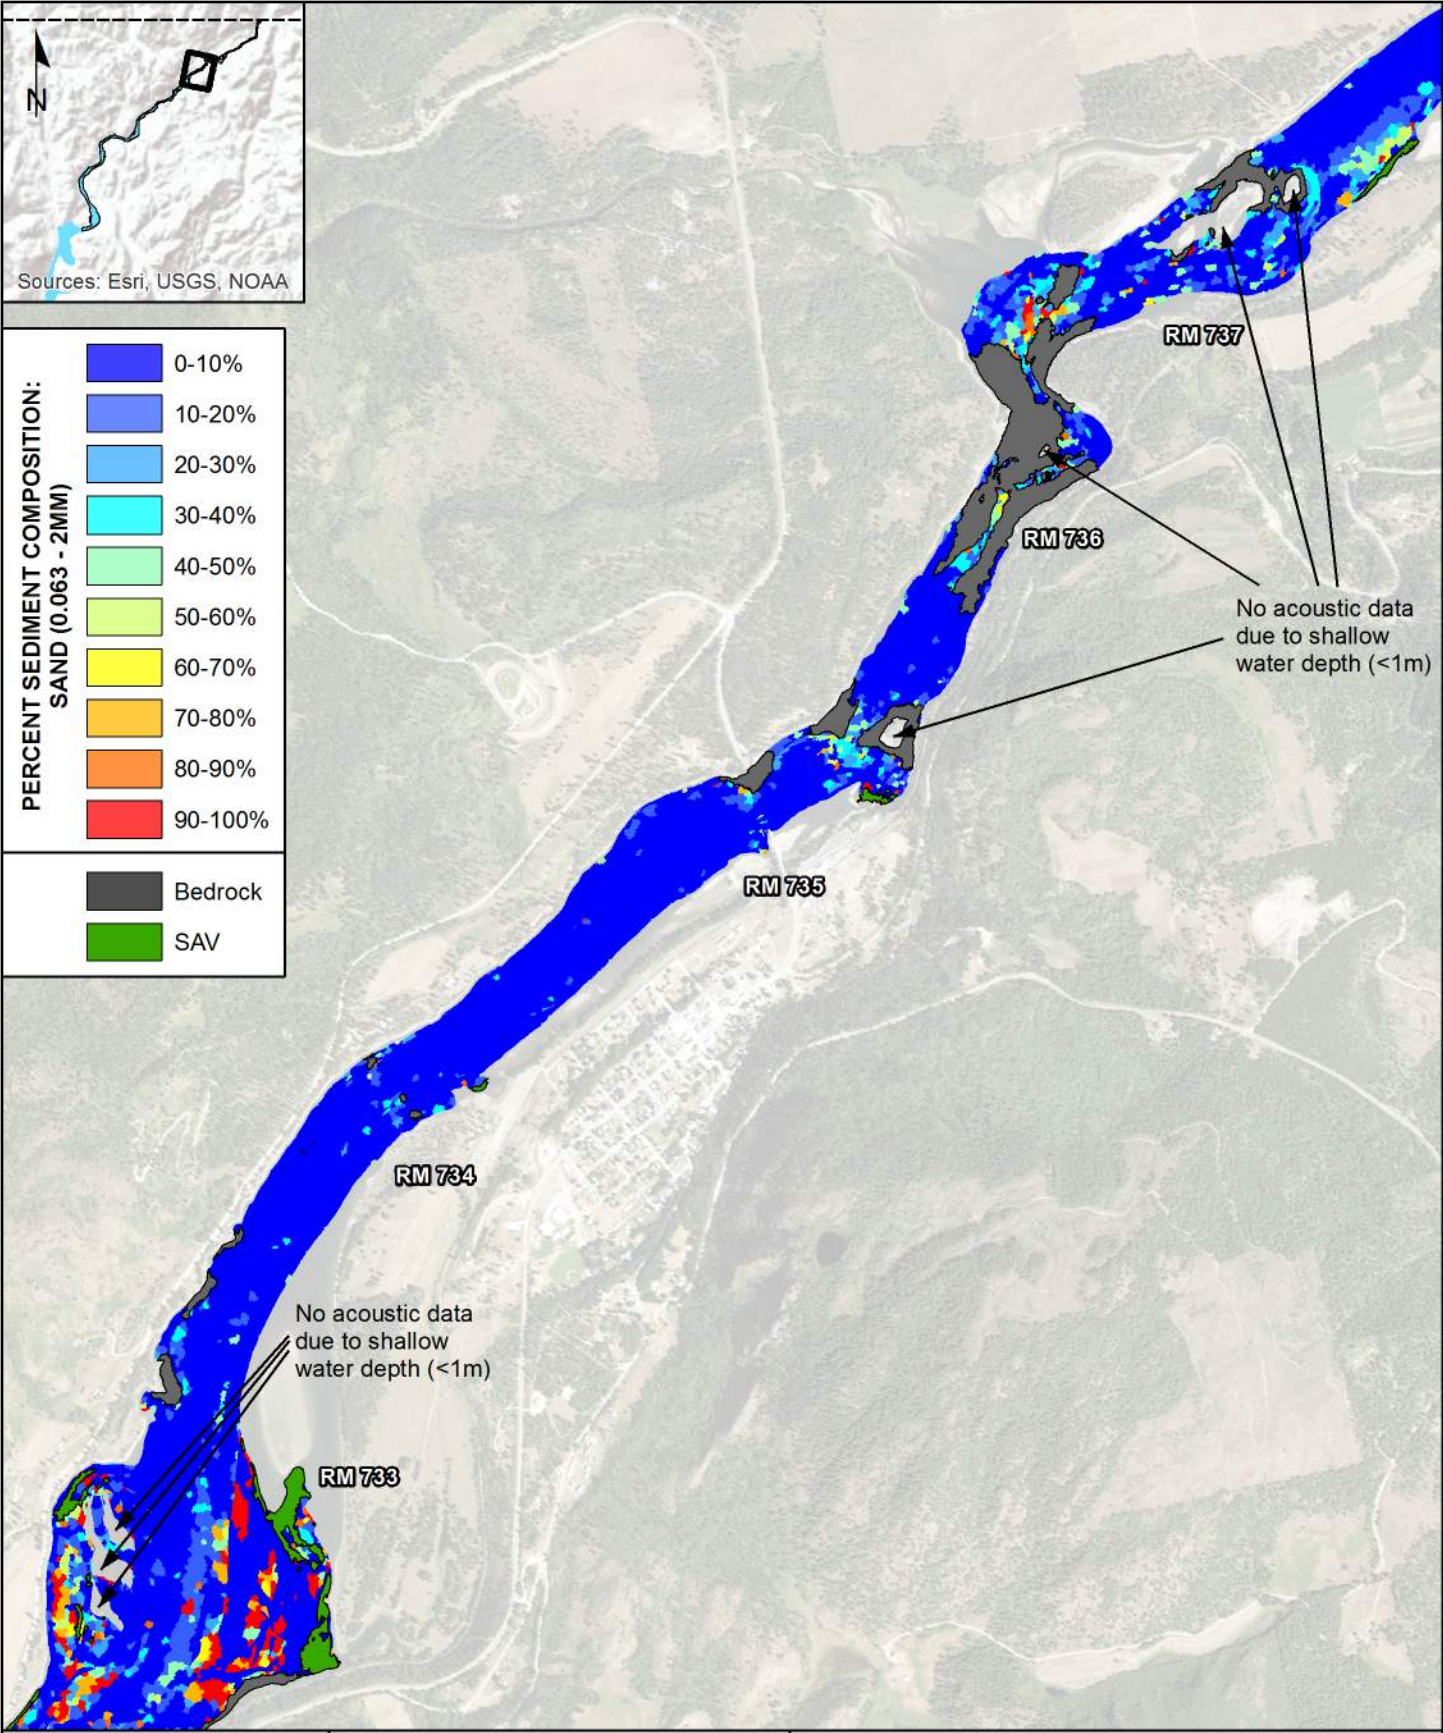 N
Sources: Esri, USGS, NOAA
PERCENT SEDIMENT COMPOSITION:
SAND (0.063 - 2MM)
0-10%
10-20%
20-30%
30-40%
40-50%
50-60%
60-70%
70-80%
80-90%
90-100%
Bedrock
SAV
RM 737
RM 736
No acoustic data
due to shallow
water depth (<1m)
RM 735
RM 734
No acoustic data
due to shallow
water depth (<1m)
RM 733